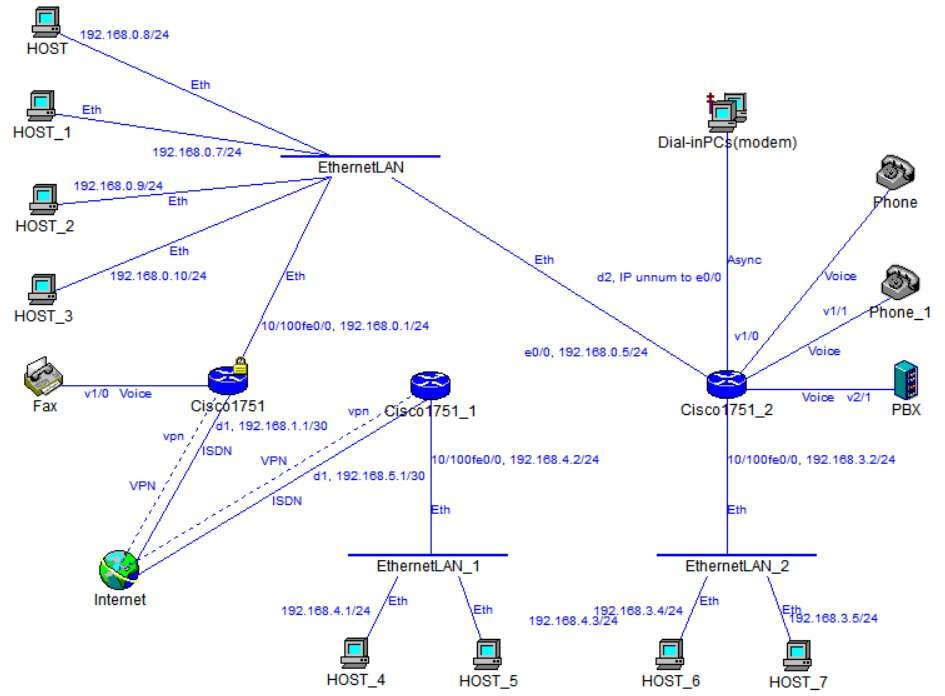 192.168.0.8/24
HOST
Eth
Eth
HOST_1
192.168.0.7/24
EthernetLAN
Dial-inPCs(modem)
192.168.0.9/24
Eth
HOST_2
Phone
Eth
192.168.0.10/24
HOST_3
Eth
Eth
Async
d2, IP unnum to e0/0
Voice
v1/1
Phone_1
10/100fe0/0, 192.168.0.1/24
v1/0
e0/0, 192.168.0.5/24
Voice
v1/0 Voice
Fax
Cisco1751
Cisco1751_1
Cisco1751_2
Voice v2/1
PBX
vpn
d1, 192.168.1.1/30
vpn
ISDN
VPN
10/100fe0/0, 192.168.4.2/24
10/100fe0/0, 192.168.3.2/24
d1, 192.168.5.1/30
VPN
ISDN
Eth
Eth
Internet
EthernetLAN_1
EthernetLAN_2
192.168.4.1/24
Eth
Eth
192.168.4.3/24
192.168.3.4/24
Eth
Eth
192.168.3.5/24
HOST_4
HOST_5
HOST_6
HOST_7